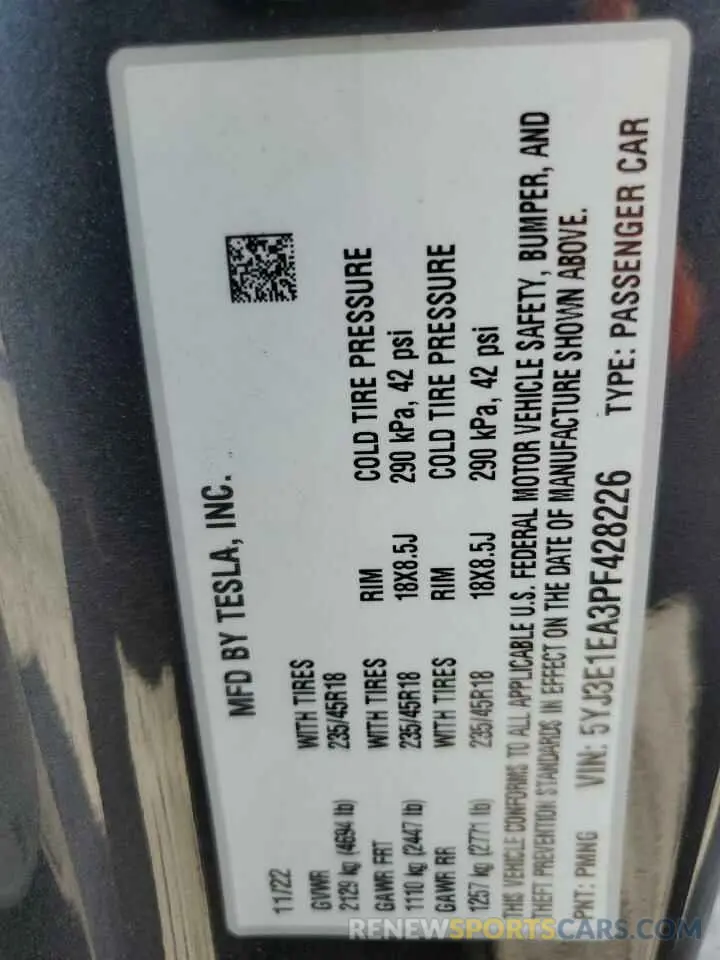 MFD BY TESLA, INC.
11/22
GVWR WITH TIRES
2129 kg (4694 lb) 235/45R18
GAWR FRT WITH TIRES RIM COLD TIRE PRESSURE
1110 kg (2447 lb) 235/45R18 18X8.5J 290 kPa, 42 psi
GAWR RR WITH TIRES RIM COLD TIRE PRESSURE
1257 kg (2771 lb) 235/45R18 18X8.5J 290 kPa, 42 psi
THIS VEHICLE CONFORMS TO ALL APPLICABLE U.S. FEDERAL MOTOR VEHICLE SAFETY, BUMPER, AND
THEFT PREVENTION STANDARDS IN EFFECT ON THE DATE OF MANUFACTURE SHOWN ABOVE.
PNT: PMNG VIN: 5YJ3E1EA3PF428226 TYPE: PASSENGER CAR
RENEWSPORTSCARS.COM